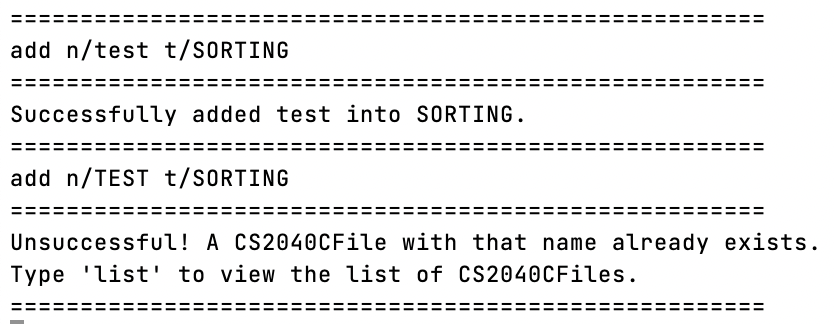 ======================================================
add n/test t/SORTING
======================================================
Successfully added test into SORTING.
======================================================
add n/TEST t/SORTING
======================================================
Unsuccessful! A CS2040CFile with that name already exists.
Type 'list' to view the list of CS2040CFiles.
======================================================